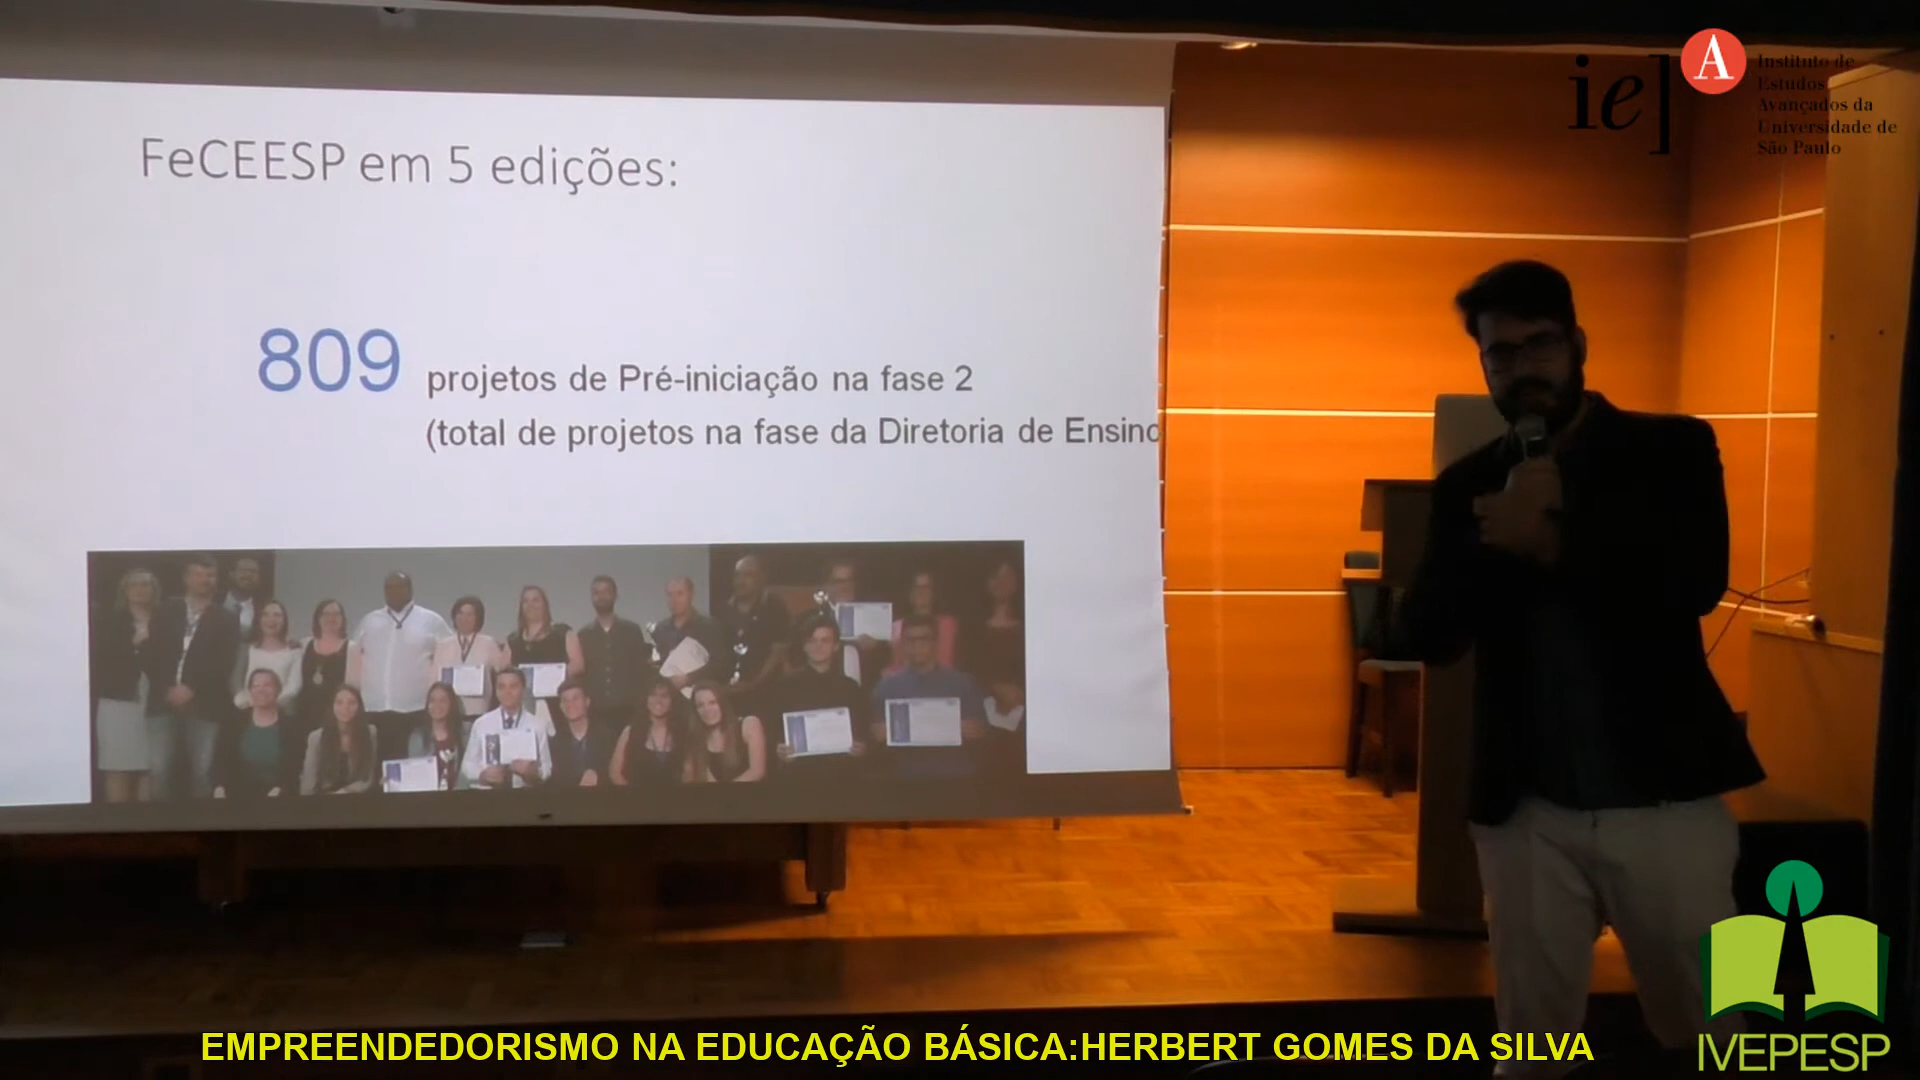 FeCEESP em 5 edições:
809 projetos de Pré-iniciação na fase 2
(total de projetos na fase da Diretoria de Ensino
ie]
A
Instituto de
Estudos
Avançados da
Universidade de
São Paulo
EMPREENDEDORISMO NA EDUCAÇÃO BÁSICA:HERBERT GOMES DA SILVA
IVEPESP